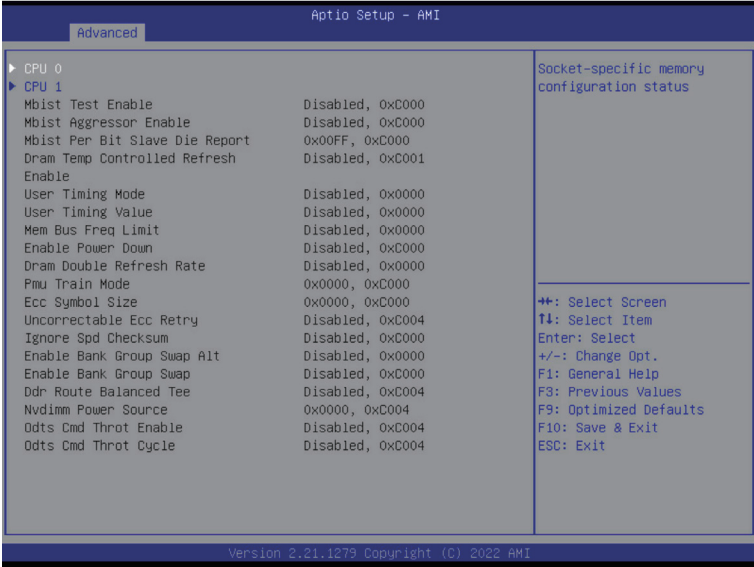 Aptio Setup – AMI
Advanced
CPU 0
CPU 1
Mbist Test Enable Disabled, 0xC000
Mbist Aggressor Enable Disabled, 0xC000
Mbist Per Bit Slave Die Report 0x00FF, 0xC000
Dram Temp Controlled Refresh Disabled, 0xC001
Enable
User Timing Mode Disabled, 0x0000
User Timing Value Disabled, 0x0000
Mem Bus Freq Limit Disabled, 0x0000
Enable Power Down Disabled, 0xC000
Dram Double Refresh Rate Disabled, 0x0000
Pmu Train Mode 0x0000, 0xC000
Ecc Symbol Size 0x0000, 0xC000
Uncorrectable Ecc Retry Disabled, 0xC004
Ignore Spd Checksum Disabled, 0xC000
Enable Bank Group Swap Alt Disabled, 0x0000
Enable Bank Group Swap Disabled, 0xC000
Ddr Route Balanced Tee Disabled, 0xC004
Nvdimm Power Source 0x0000, 0xC004
Odts Cmd Throt Enable Disabled, 0xC004
Odts Cmd Throt Cycle Disabled, 0xC004
Socket-specific memory
configuration status
→←: Select Screen
↑↓: Select Item
Enter: Select
+/-: Change Opt.
F1: General Help
F3: Previous Values
F9: Optimized Defaults
F10: Save & Exit
ESC: Exit
Version 2.21.1279 Copyright (C) 2022 AMI